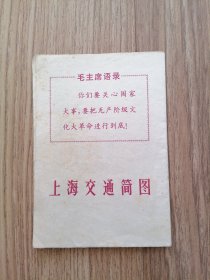 毛主席语录
你们要关心国家
大事，要把无产阶级文
化大革命进行到底！
上海交通简图